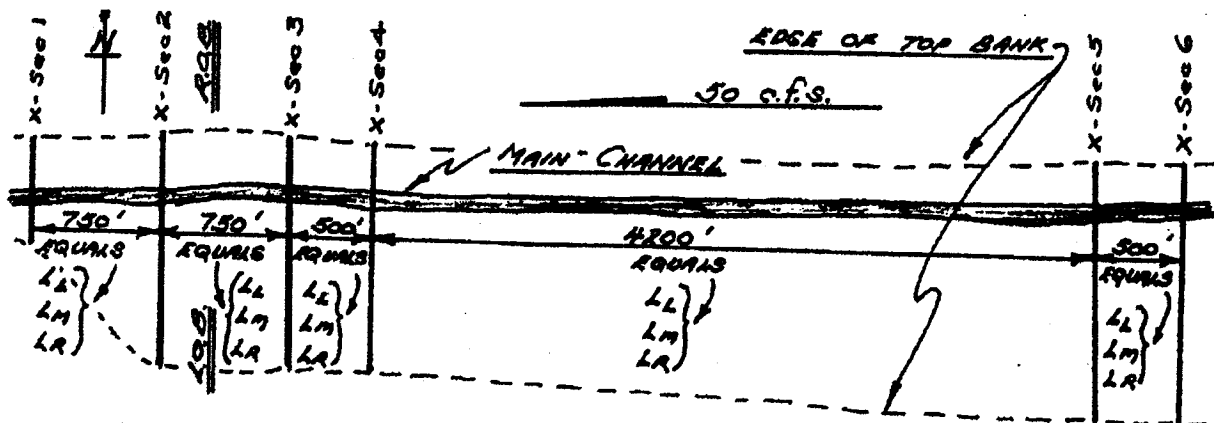 X-Sec 1
N
X-Sec 2
R.O.B
X-Sec 3
X-Sec 4
EDGE OF TOP BANK
50 c.f.s.
X-Sec 5
X-Sec 6
MAIN-CHANNEL
750'
750'
500'
4200'
500'
EQUALS
EQUALS
EQUALS
EQUALS
EQUALS
LL
LM
LR
LL
LM
LR
LL
LM
LR
LL
LM
LR
LL
LM
LR
L.O.B